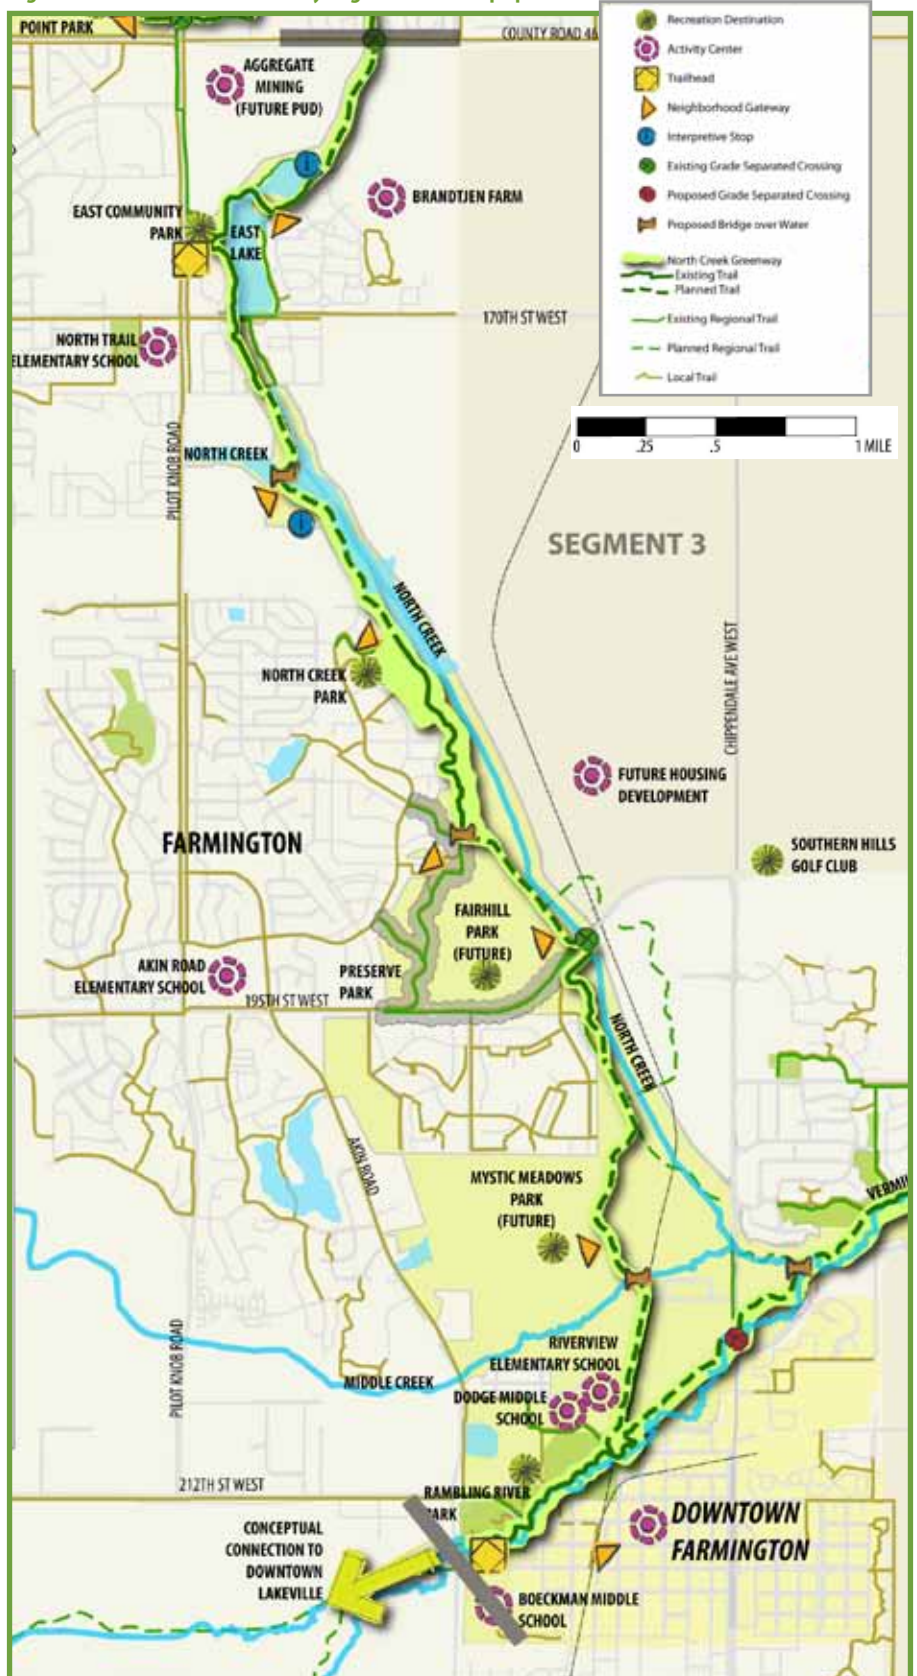 POINT PARK
COUNTY ROAD 46
AGGREGATE
MINING
(FUTURE PUD)
Recreation Destination
Activity Center
Trailhead
Neighborhood Gateway
Interpretive Stop
Existing Grade Separated Crossing
Proposed Grade Separated Crossing
Proposed Bridge over Water
North Creek Greenway
Existing Trail
Planned Trail
Existing Regional Trail
Planned Regional Trail
Local Trail
0 .25 .5 1 MILE
BRANDTJEN FARM
EAST COMMUNITY
PARK
EAST
LAKE
170TH ST WEST
NORTH TRAIL
ELEMENTARY SCHOOL
PILOT KNOB ROAD
NORTH CREEK
SEGMENT 3
NORTH CREEK
CHIPPENDALE AVE WEST
NORTH CREEK
PARK
FUTURE HOUSING
DEVELOPMENT
FARMINGTON
SOUTHERN HILLS
GOLF CLUB
FAIRHILL
PARK
(FUTURE)
PRESERVE
PARK
AKIN ROAD
ELEMENTARY SCHOOL
195TH ST WEST
NORTH CREEK
AKIN ROAD
MYSTIC MEADOWS
PARK
(FUTURE)
PILOT KNOB ROAD
MIDDLE CREEK
RIVERVIEW
ELEMENTARY SCHOOL
DODGE MIDDLE
SCHOOL
212TH ST WEST
RAMBLING RIVER
CONCEPTUAL
CONNECTION TO
DOWNTOWN
LAKEVILLE
DOWNTOWN
FARMINGTON
BOECKMAN MIDDLE
SCHOOL